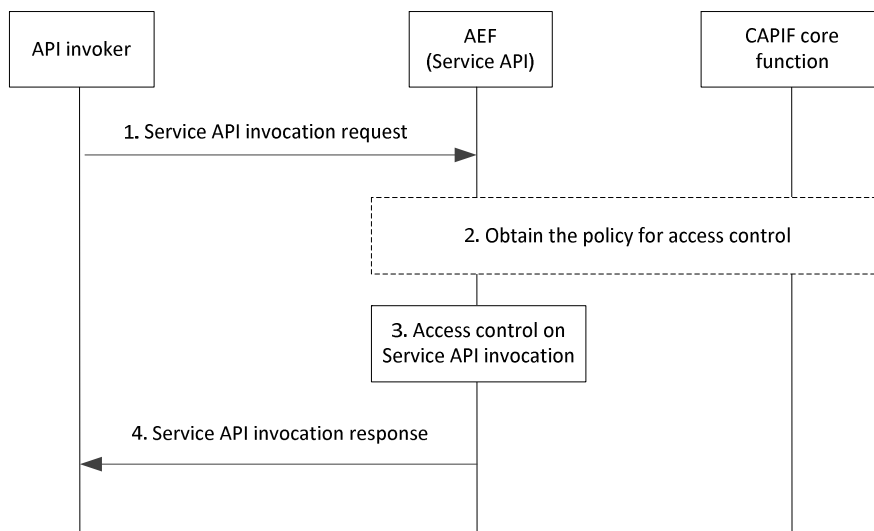 API invoker
AEF
(Service API)
CAPIF core
function
1. Service API invocation request
2. Obtain the policy for access control
3. Access control on
Service API invocation
4. Service API invocation response